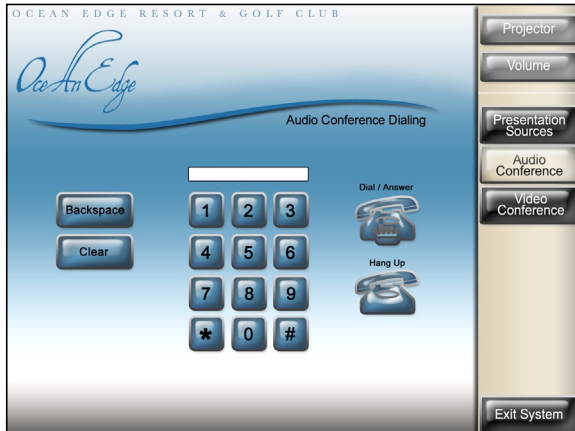 OCEAN EDGE RESORT & GOLF CLUB
OceAn Edge
Audio Conference Dialing
Backspace
Clear
1 2 3
4 5 6
7 8 9
* 0 #
Dial / Answer
Hang Up
Projector
Volume
Presentation
Sources
Audio
Conference
Video
Conference
Exit System